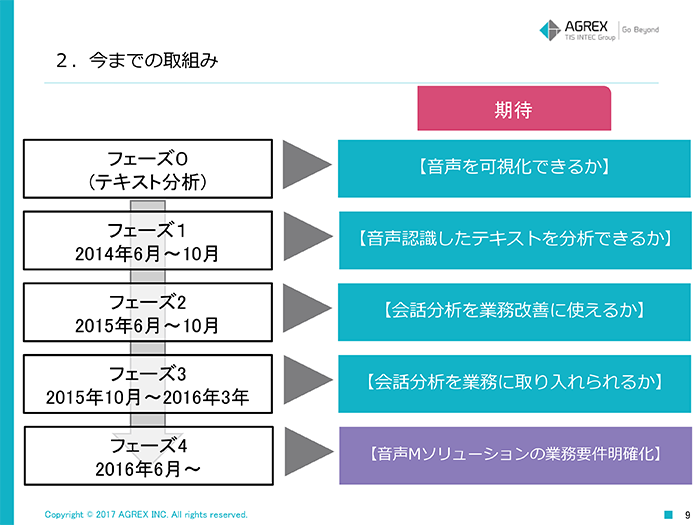 AGREX
TIS INTEC Group
Go Beyond
２．今までの取組み
期待
フェーズ０
(テキスト分析)
【音声を可視化できるか】
フェーズ１
2014年6月～10月
【音声認識したテキストを分析できるか】
フェーズ2
2015年6月～10月
【会話分析を業務改善に使えるか】
フェーズ3
2015年10月～2016年3年
【会話分析を業務に取り入れられるか】
フェーズ4
2016年6月～
【音声Mソリューションの業務要件明確化】
Copyright © 2017 AGREX INC. All rights reserved.
9